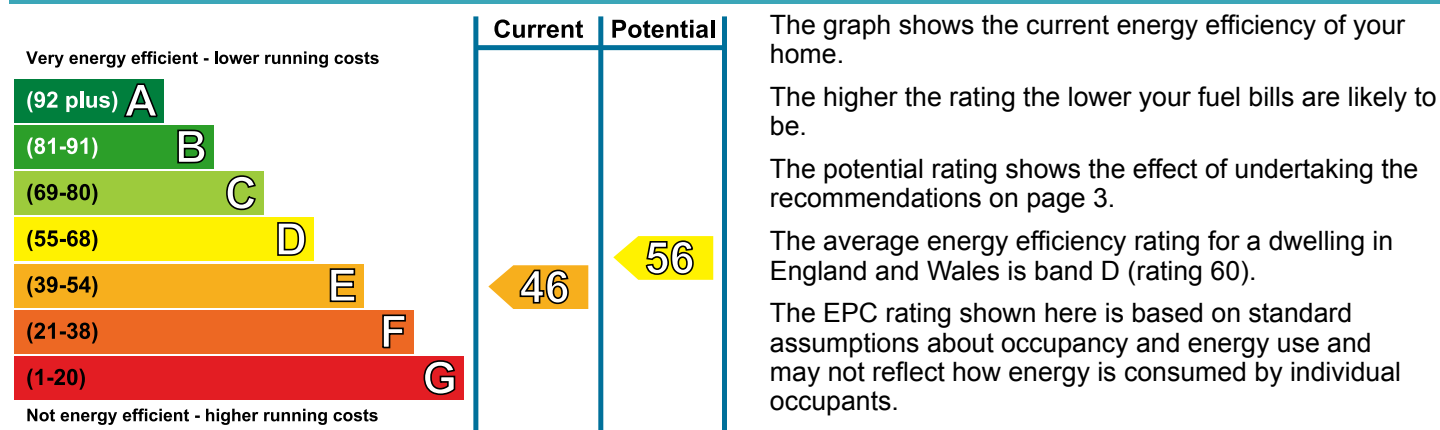 Current Potential
Very energy efficient - lower running costs
(92 plus) A
(81-91) B
(69-80) C
(55-68) D
(39-54) E
(21-38) F
(1-20) G
Not energy efficient - higher running costs
46
56
The graph shows the current energy efficiency of your
home.
The higher the rating the lower your fuel bills are likely to
be.
The potential rating shows the effect of undertaking the
recommendations on page 3.
The average energy efficiency rating for a dwelling in
England and Wales is band D (rating 60).
The EPC rating shown here is based on standard
assumptions about occupancy and energy use and
may not reflect how energy is consumed by individual
occupants.